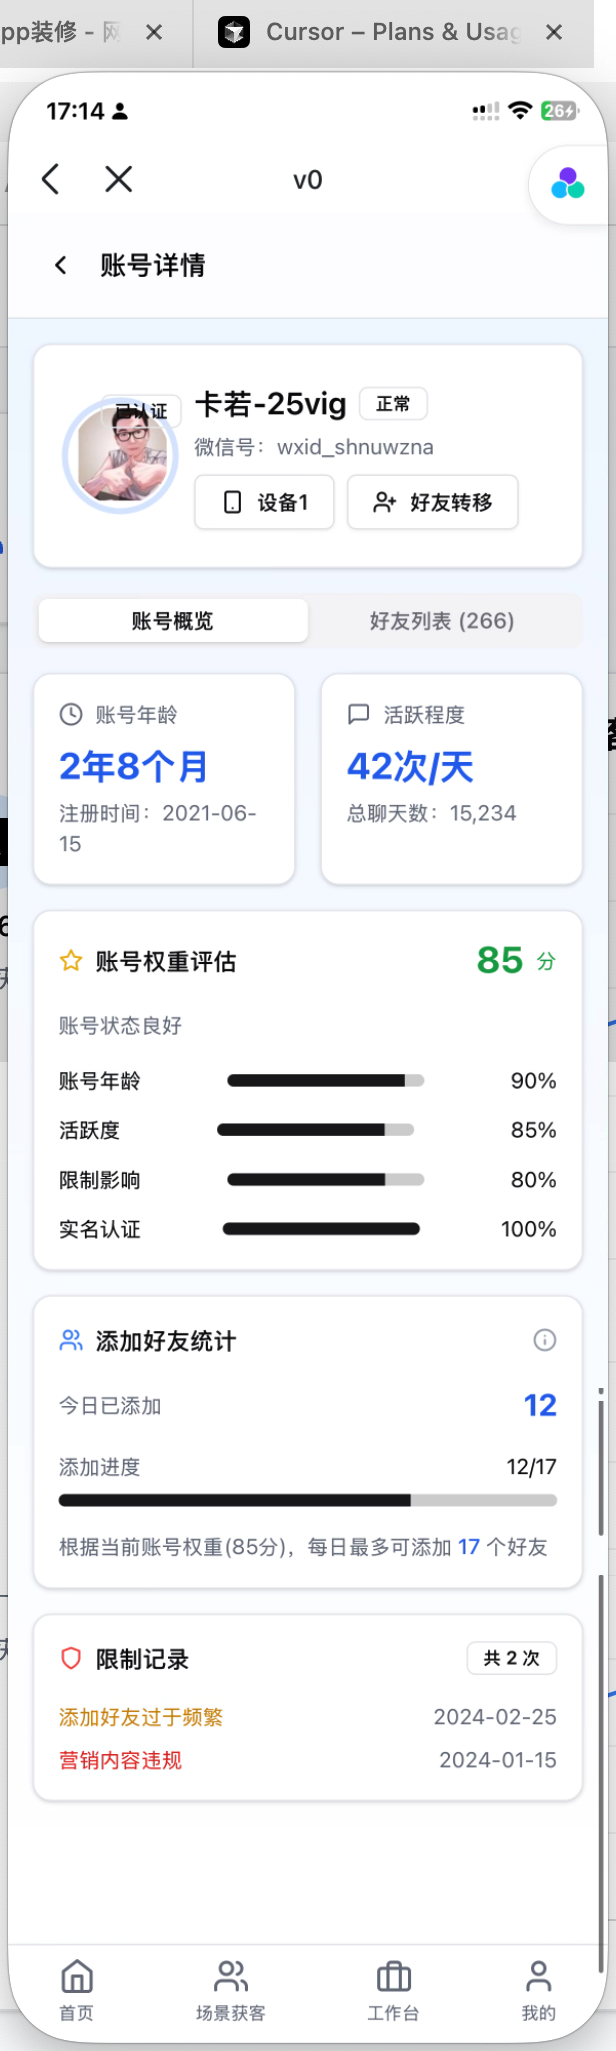 pp装修 - 网
Cursor – Plans & Usag
17:14
26
v0
账号详情
已认证
卡若-25vig
正常
微信号：wxid_shnuwzna
设备1
好友转移
账号概览
好友列表 (266)
账号年龄
2年8个月
注册时间：2021-06-
15
活跃程度
42次/天
总聊天数：15,234
账号权重评估
85 分
账号状态良好
账号年龄
90%
活跃度
85%
限制影响
80%
实名认证
100%
添加好友统计
今日已添加
12
添加进度
12/17
根据当前账号权重(85分)，每日最多可添加 17 个好友
限制记录
共 2 次
添加好友过于频繁
2024-02-25
营销内容违规
2024-01-15
首页
场景获客
工作台
我的